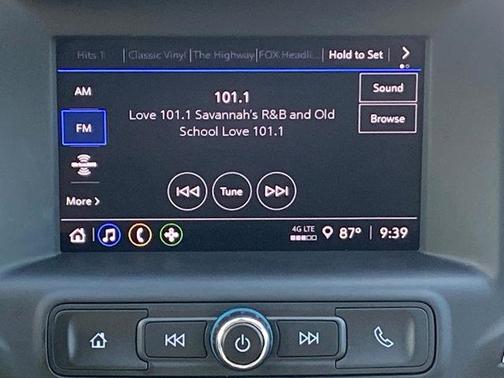 Hits 1 | Classic Vinyl | The Highway | FOX Headli... | Hold to Set
AM
101.1
Sound
Love 101.1 Savannah's R&B and Old
School Love 101.1
FM
Browse
More >
Tune
4G LTE
87° | 9:39